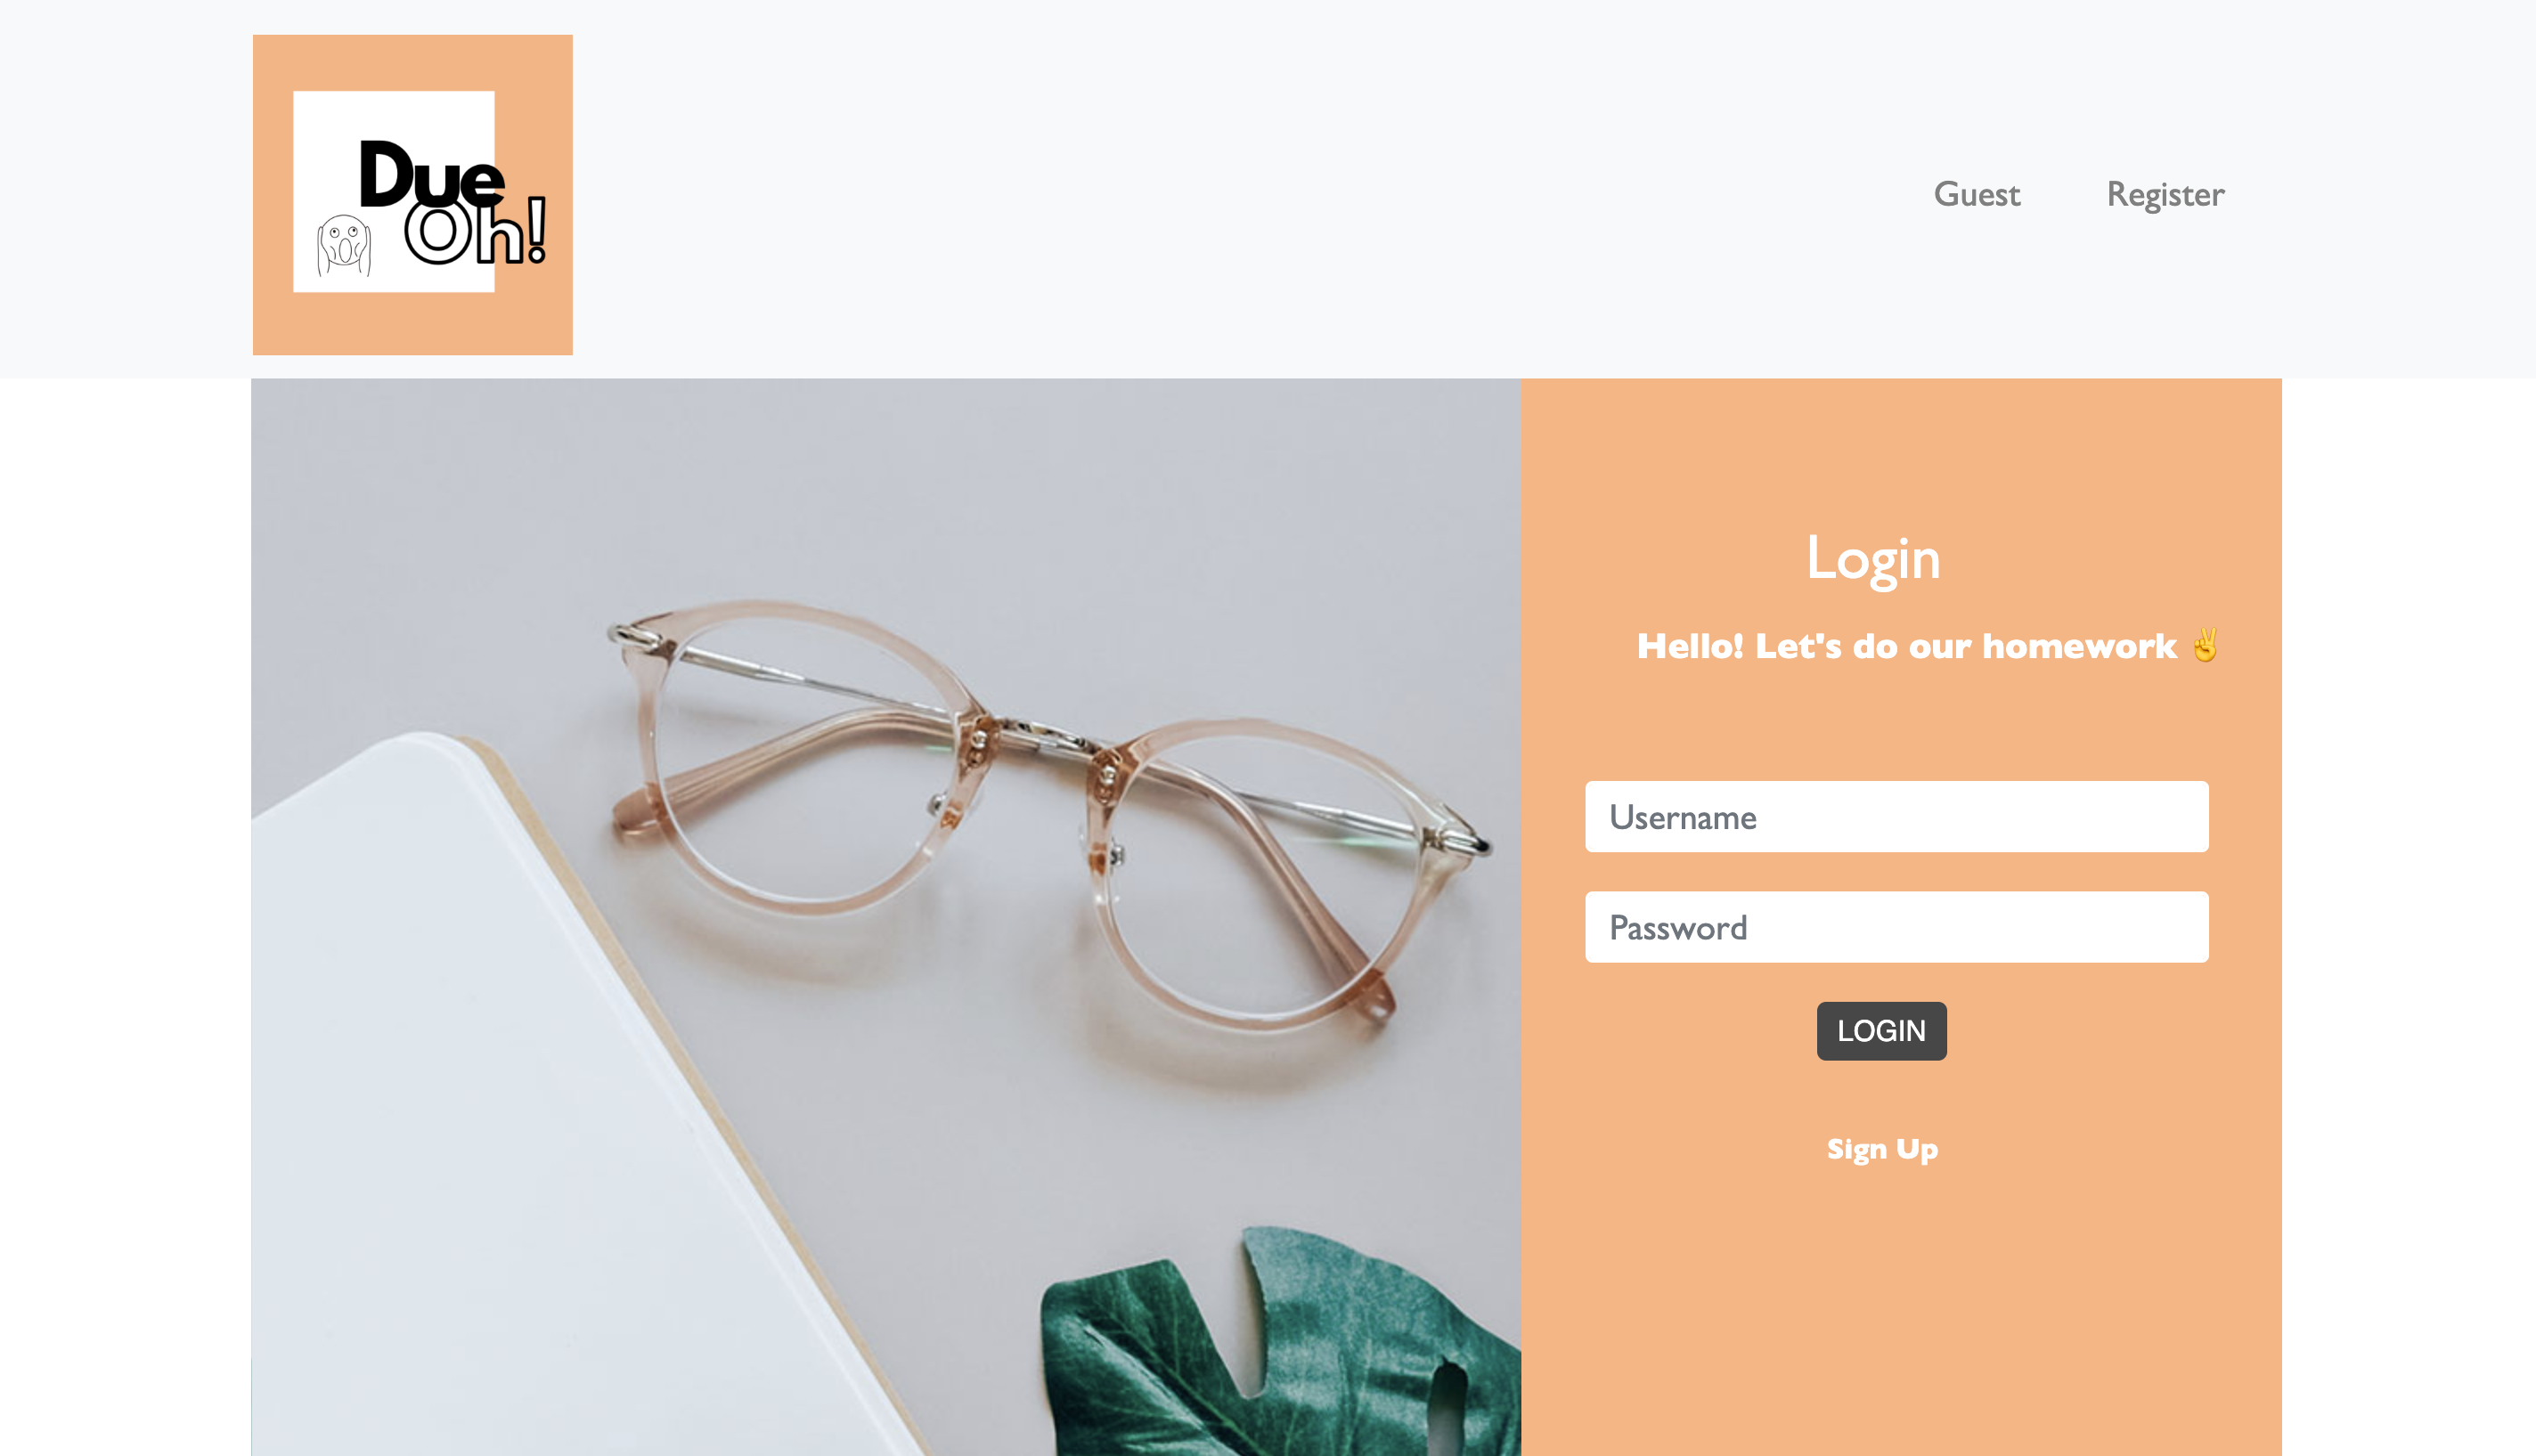 Due
Oh!
Guest Register
Login
Hello! Let's do our homework ✌️
Username
Password
LOGIN
Sign Up